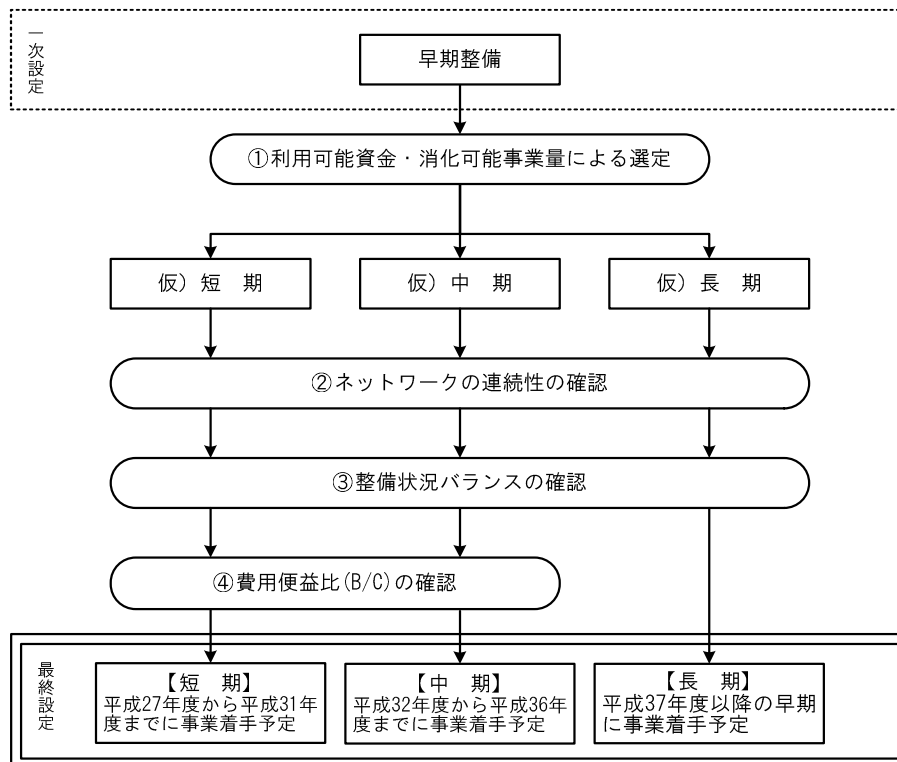 一次設定
早期整備
①利用可能資金・消化可能事業量による選定
仮）短　期
仮）中　期
仮）長　期
②ネットワークの連続性の確認
③整備状況バランスの確認
④費用便益比(B/C)の確認
最終設定
【短　期】
平成27年度から平成31年
度までに事業着手予定
【中　期】
平成32年度から平成36年
度までに事業着手予定
【長　期】
平成37年度以降の早期
に事業着手予定